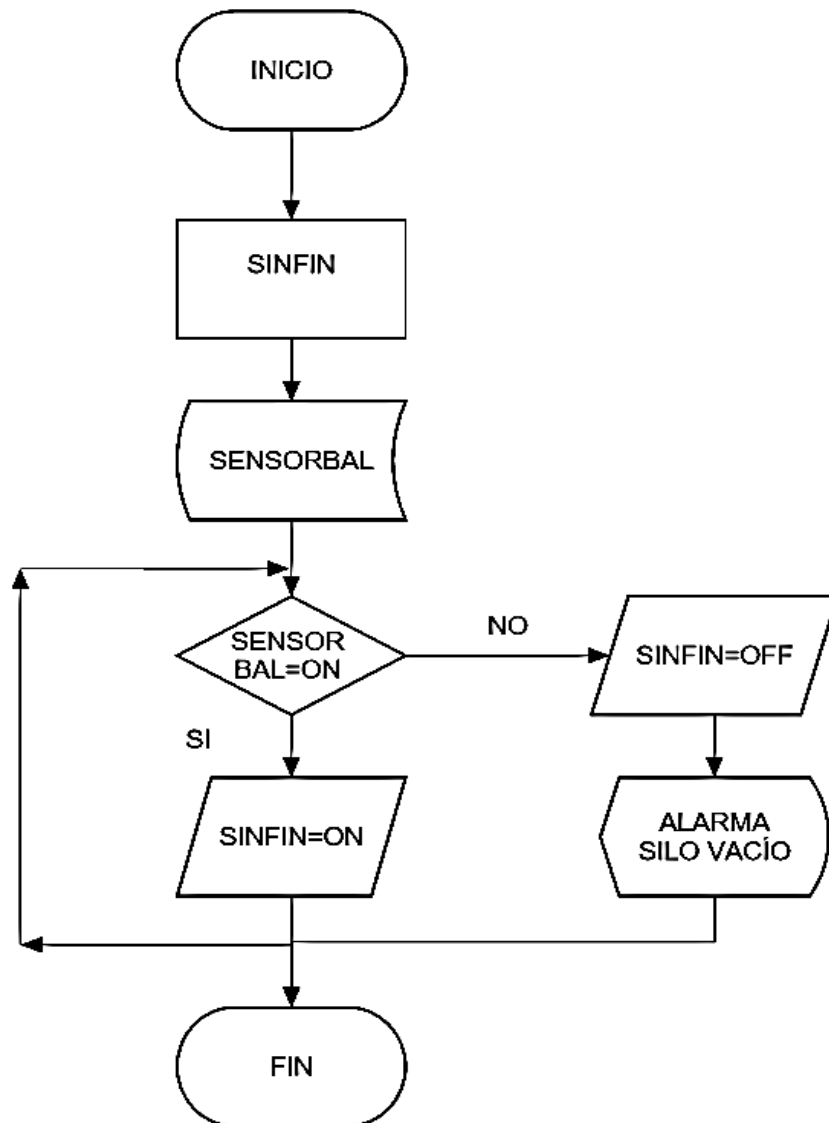 INICIO
SINFIN
SENSORBAL
SENSOR
BAL=ON
NO
SINFIN=OFF
SI
SINFIN=ON
ALARMA
SILO VACÍO
FIN